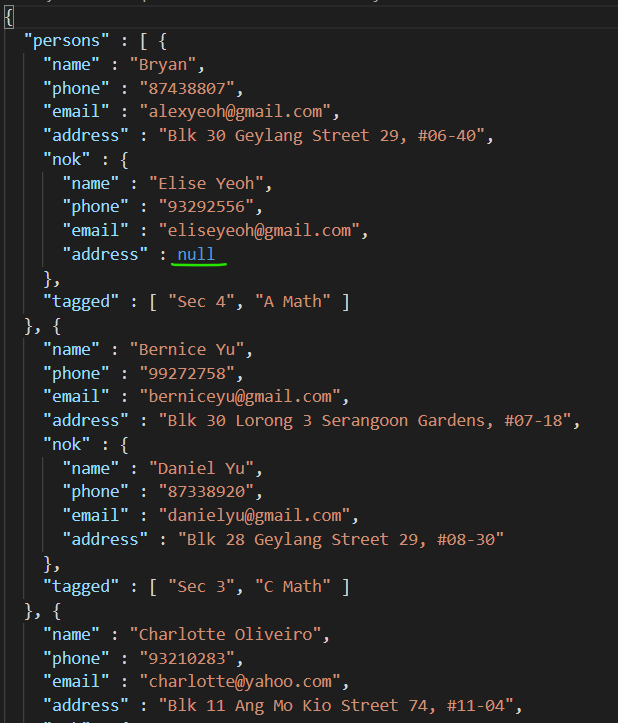 {
"persons" : [ {
"name" : "Bryan",
"phone" : "87438807",
"email" : "alexyeoh@gmail.com",
"address" : "Blk 30 Geylang Street 29, #06-40",
"nok" : {
"name" : "Elise Yeoh",
"phone" : "93292556",
"email" : "eliseyeoh@gmail.com",
"address" : null
},
"tagged" : [ "Sec 4", "A Math" ]
}, {
"name" : "Bernice Yu",
"phone" : "99272758",
"email" : "berniceyu@gmail.com",
"address" : "Blk 30 Lorong 3 Serangoon Gardens, #07-18",
"nok" : {
"name" : "Daniel Yu",
"phone" : "87338920",
"email" : "danielyu@gmail.com",
"address" : "Blk 28 Geylang Street 29, #08-30"
},
"tagged" : [ "Sec 3", "C Math" ]
}, {
"name" : "Charlotte Oliveiro",
"phone" : "93210283",
"email" : "charlotte@yahoo.com",
"address" : "Blk 11 Ang Mo Kio Street 74, #11-04",